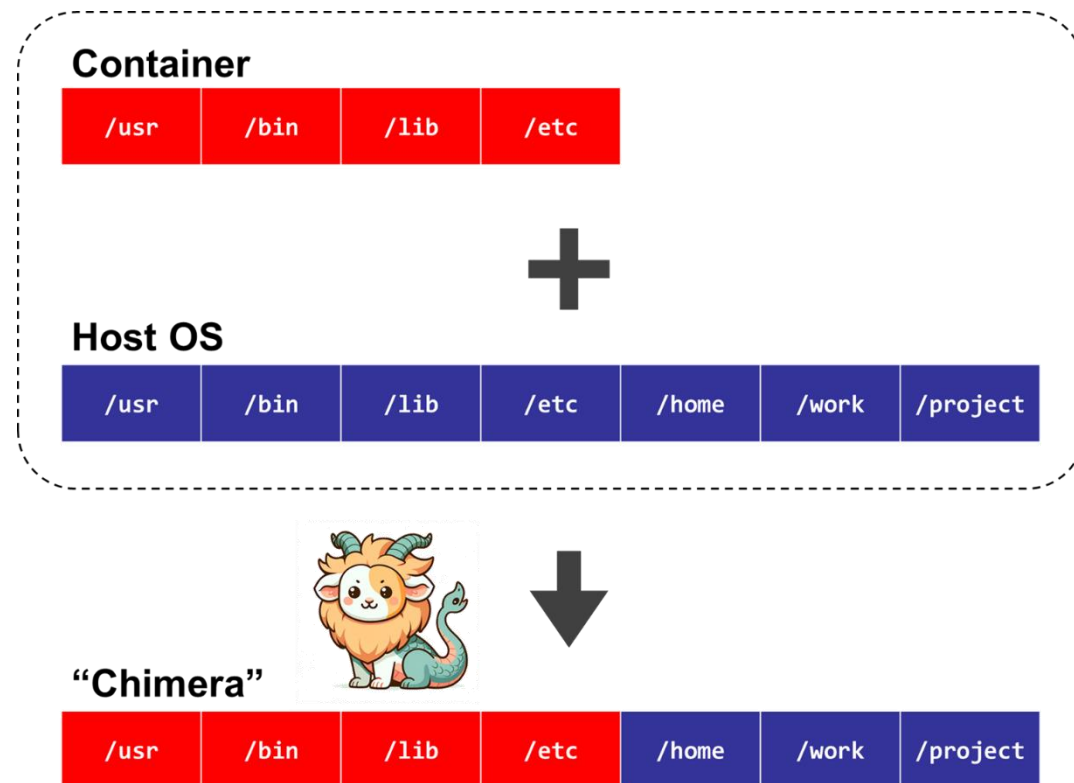 Container
/usr /bin /lib /etc
Host OS
/usr /bin /lib /etc /home /work /project
“Chimera”
/usr /bin /lib /etc /home /work /project